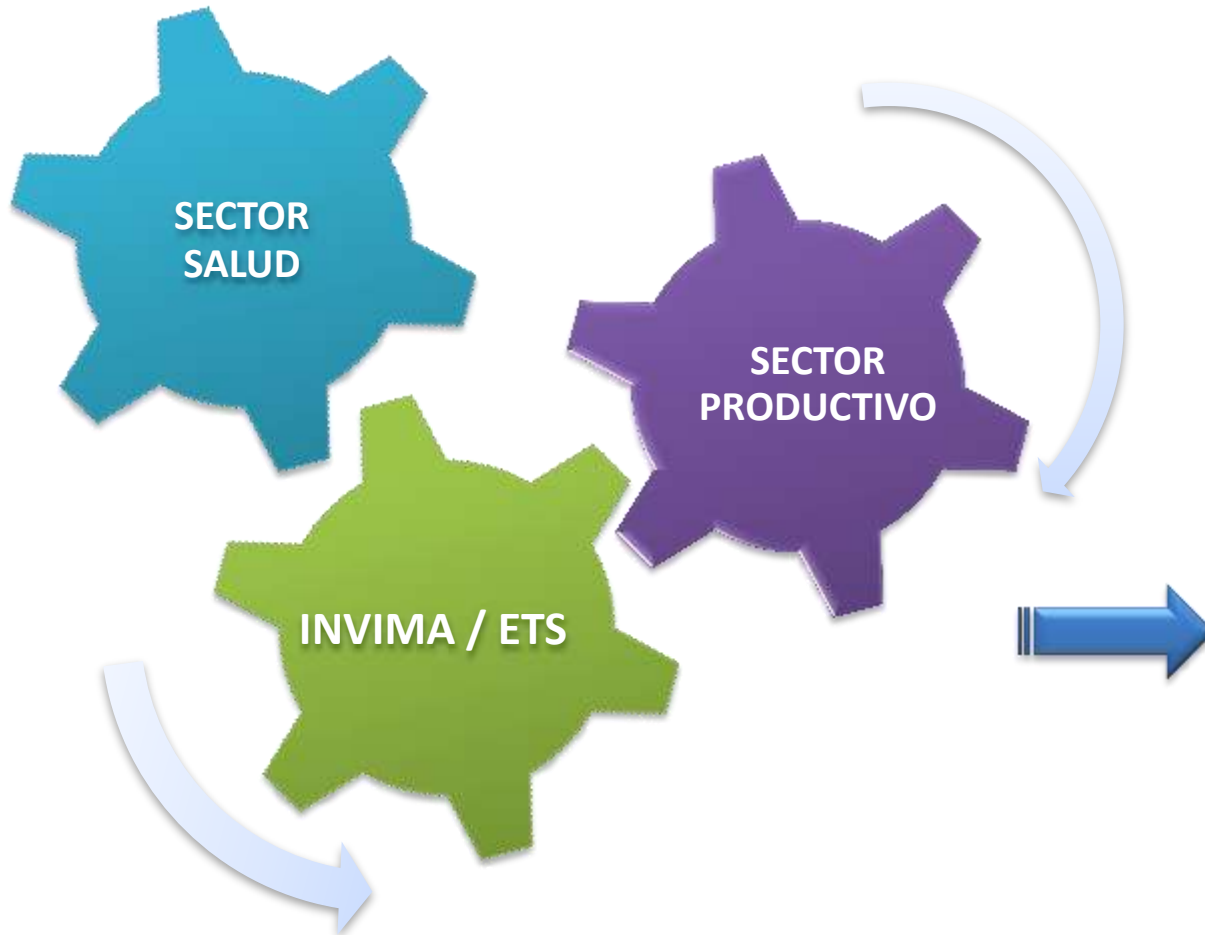 SECTOR
SALUD
SECTOR
PRODUCTIVO
INVIMA / ETS